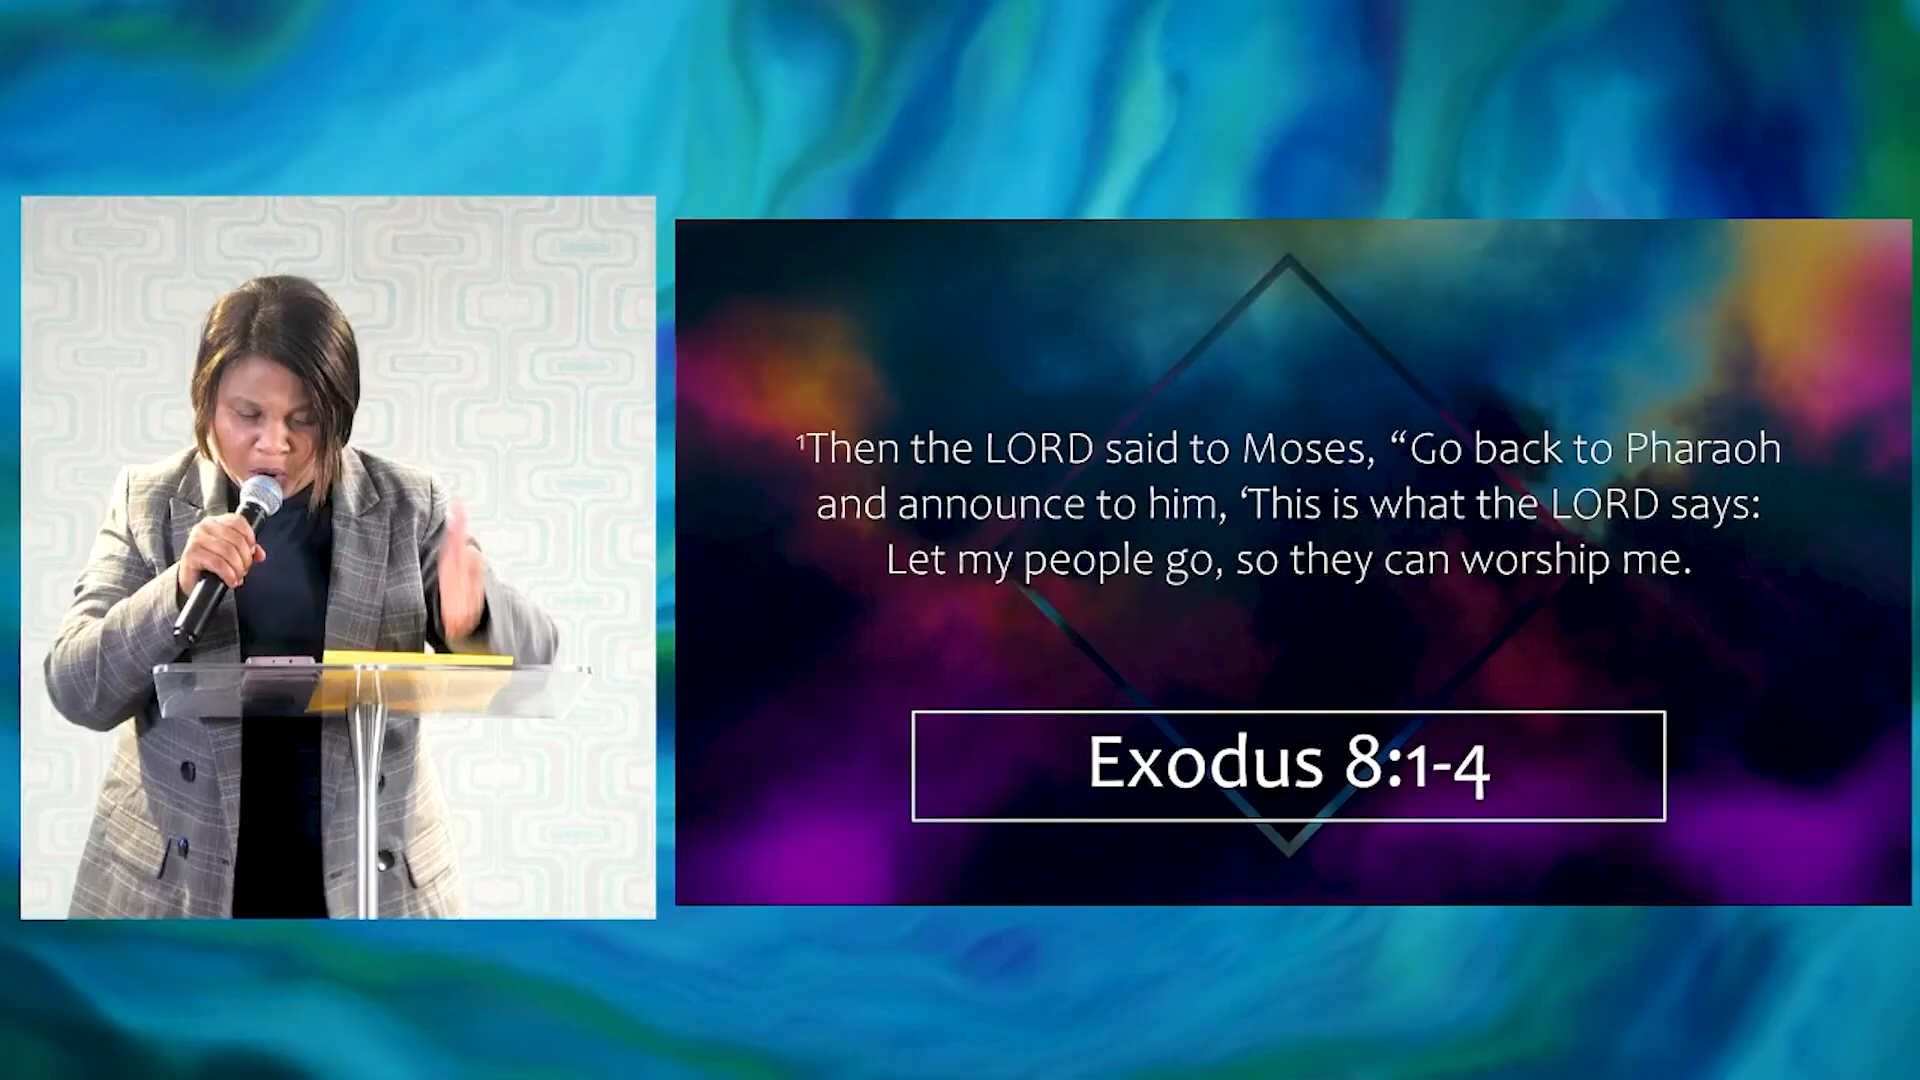 ¹Then the LORD said to Moses, “Go back to Pharaoh
and announce to him, ‘This is what the LORD says:
Let my people go, so they can worship me.
Exodus 8:1-4